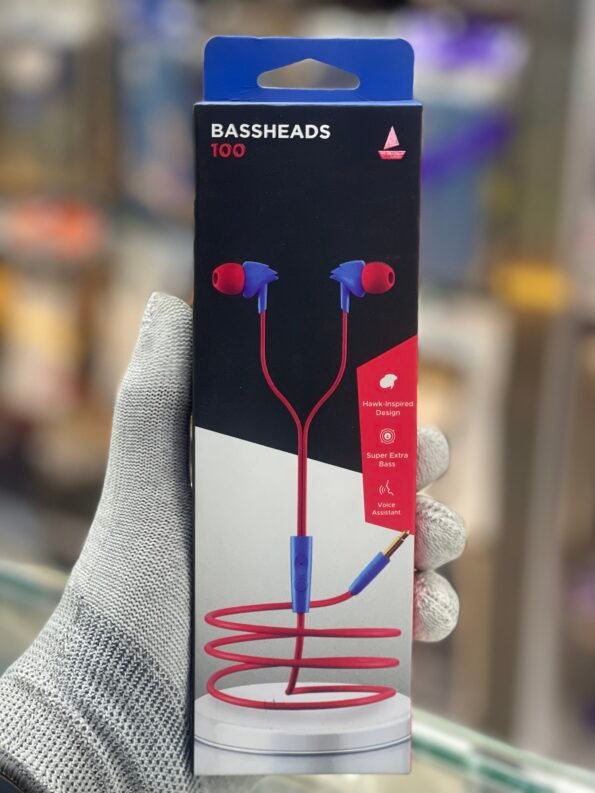 BASSHEADS
100
Hawk-Inspired
Design
Super Extra
Bass
Voice
Assistant